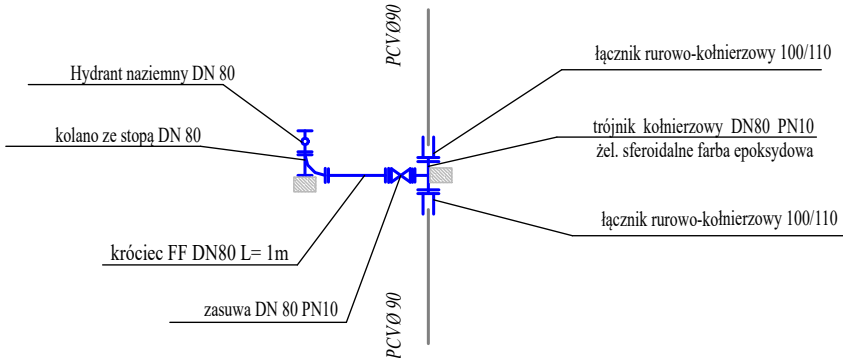 PCVØ90
łącznik rurowo-kołnierzowy 100/110
Hydrant naziemny DN 80
kolano ze stopą DN 80
trójnik kołnierzowy DN80 PN10
żel. sferoidalne farba epoksydowa
łącznik rurowo-kołnierzowy 100/110
króciec FF DN80 L= 1m
zasuwa DN 80 PN10
PCVØ 90